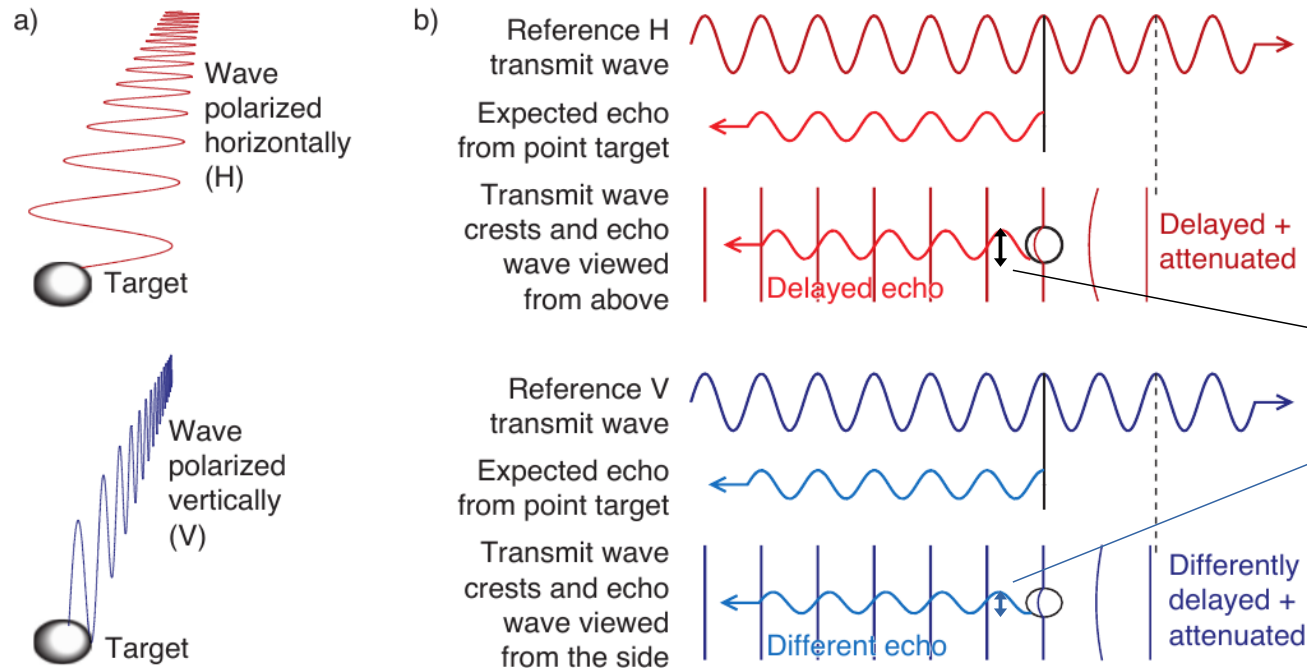 a)
Wave
polarized
horizontally
(H)
Target
Wave
polarized
vertically
(V)
Target
b)
Reference H
transmit wave
Expected echo
from point target
Transmit wave
crests and echo
wave viewed
from above
Delayed echo
Delayed +
attenuated
Reference V
transmit wave
Expected echo
from point target
Transmit wave
crests and echo
wave viewed
from the side
Different echo
Differently
delayed +
attenuated